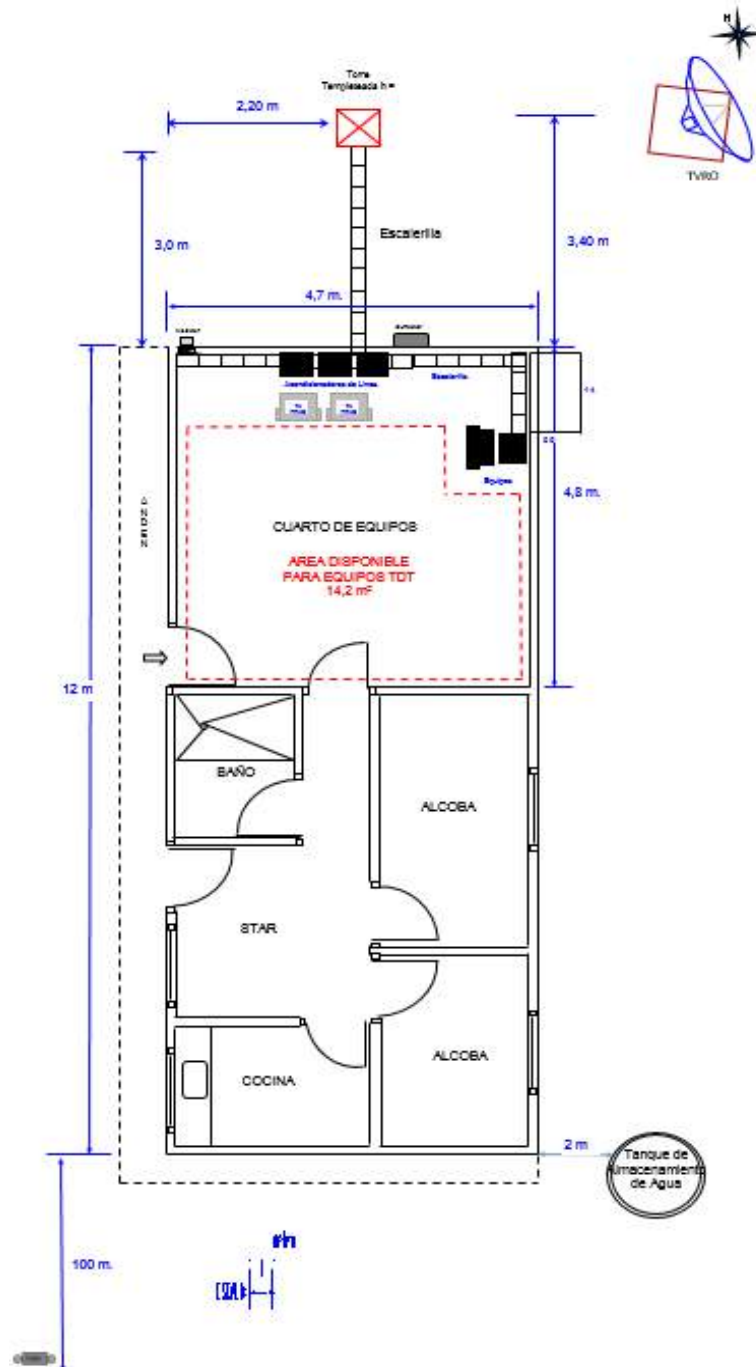 N
Torre
Templeteada h=
2,20 m
TVRO
Escalerilla
3,0 m
3,40 m
4,7 m.
Acondicionadores de Línea
Escalerilla
Equipos
4,8 m.
ANDEN
CUARTO DE EQUIPOS
AREA DISPONIBLE
PARA EQUIPOS TDT
14,2 m²
12 m
BAÑO
ALCOBA
STAR
ALCOBA
COCINA
2 m
Tanque de
Almacenamiento
de Agua
100 m.